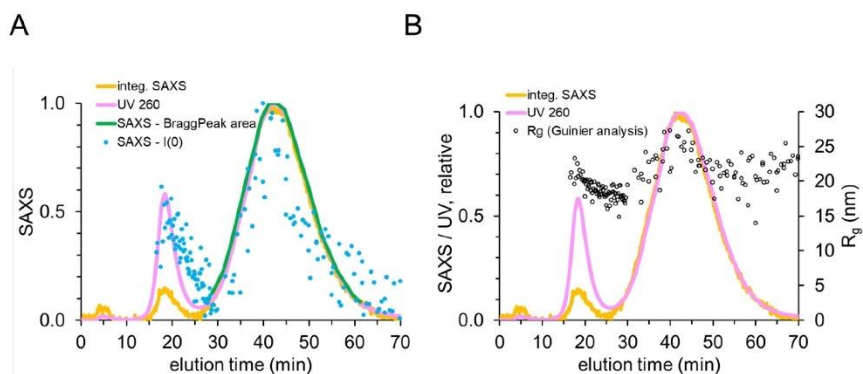 A
integ. SAXS
UV 260
SAXS - BraggPeak area
SAXS - I(0)
SAXS
1.0
0.5
0.0
0 10 20 30 40 50 60 70
elution time (min)
B
integ. SAXS
UV 260
Rg (Guinier analysis)
SAXS / UV, relative
1.0
0.5
0.0
30
25
20
15
10
5
0
Rg (nm)
0 10 20 30 40 50 60 70
elution time (min)